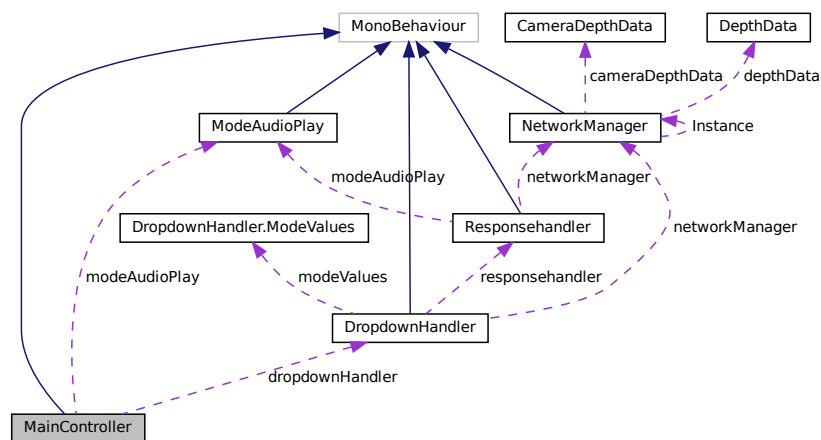 MonoBehaviour
CameraDepthData
DepthData
cameraDepthData
depthData
ModeAudioPlay
NetworkManager
Instance
modeAudioPlay
networkManager
DropdownHandler.ModeValues
Responsehandler
networkManager
modeAudioPlay
modeValues
responsehandler
DropdownHandler
dropdownHandler
MainController